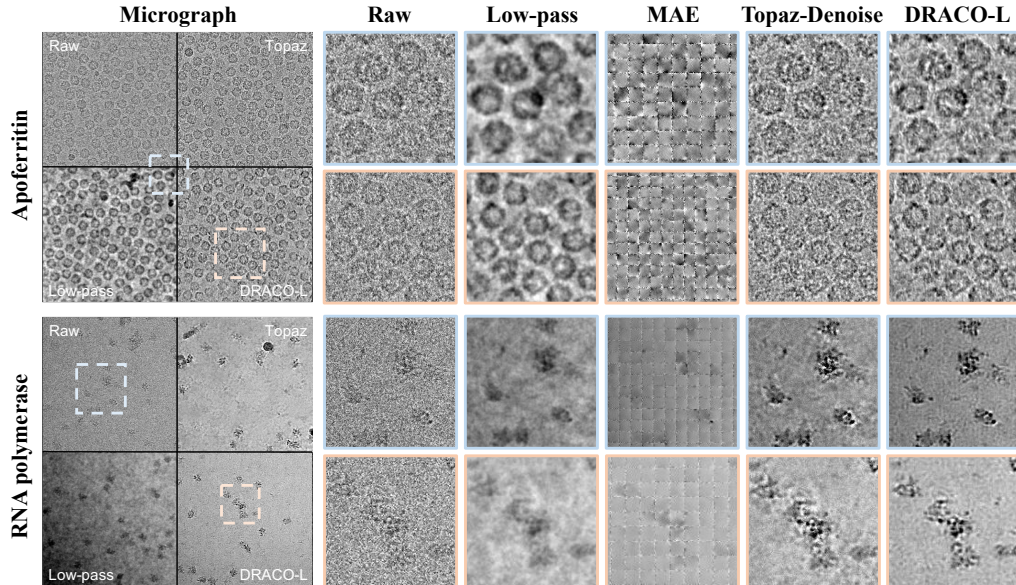 Micrograph Raw Low-pass MAE Topaz-Denoise DRACO-L
Apoferritin
Raw Topaz
Low-pass DRACO-L
RNA polymerase
Raw Topaz
Low-pass DRACO-L